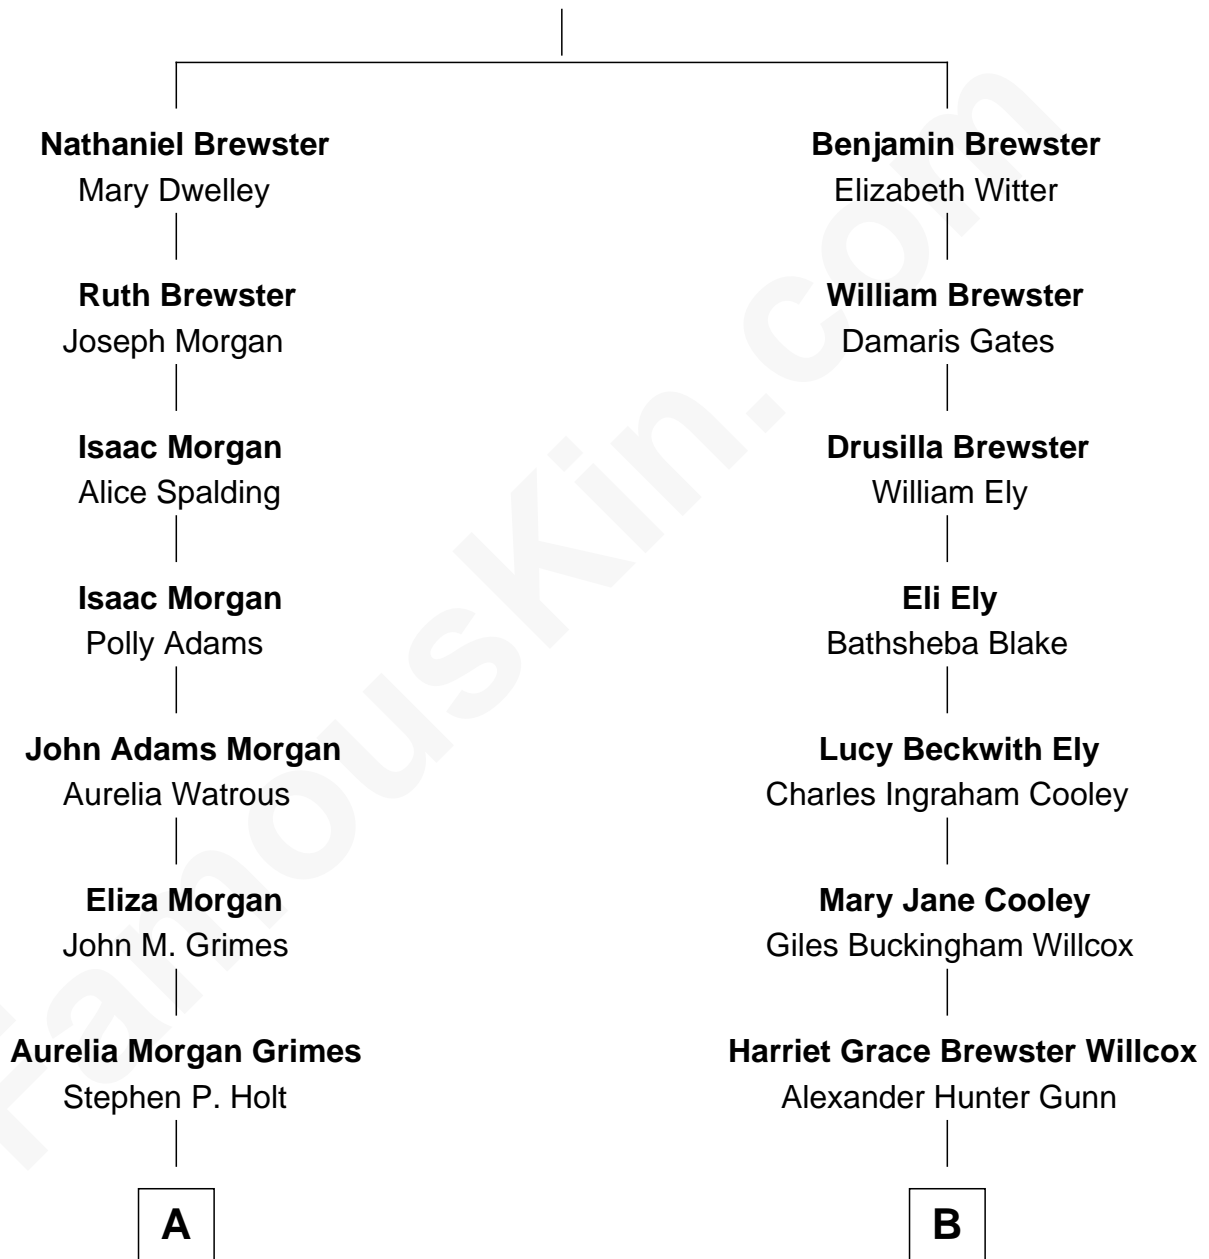 Nathaniel Brewster
Mary Dwelley
Benjamin Brewster
Elizabeth Witter
Ruth Brewster
Joseph Morgan
William Brewster
Damaris Gates
Isaac Morgan
Alice Spalding
Drusilla Brewster
William Ely
Isaac Morgan
Polly Adams
Eli Ely
Bathsheba Blake
John Adams Morgan
Aurelia Watrous
Lucy Beckwith Ely
Charles Ingraham Cooley
Eliza Morgan
John M. Grimes
Mary Jane Cooley
Giles Buckingham Willcox
Aurelia Morgan Grimes
Stephen P. Holt
Harriet Grace Brewster Willcox
Alexander Hunter Gunn
A
B
FamousKin.com